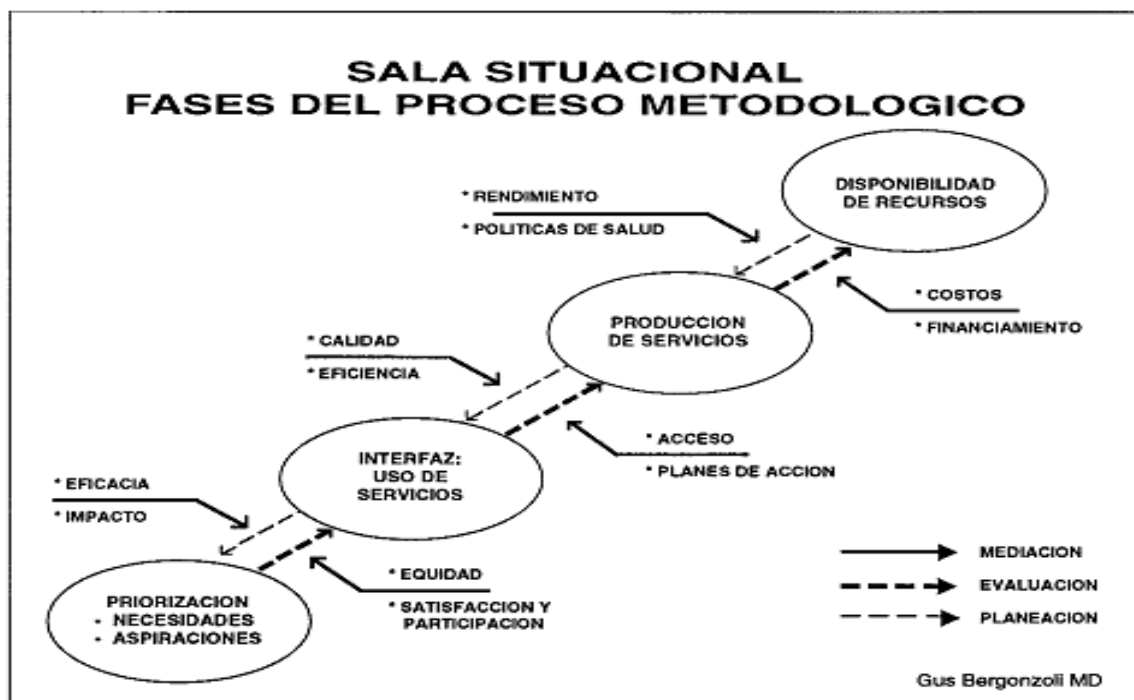 SALA SITUACIONAL
FASES DEL PROCESO METODOLOGICO
DISPONIBILIDAD
DE RECURSOS
* RENDIMIENTO
* POLITICAS DE SALUD
* COSTOS
* FINANCIAMIENTO
PRODUCCION
DE SERVICIOS
* CALIDAD
* EFICIENCIA
* ACCESO
* PLANES DE ACCION
INTERFAZ:
USO DE
SERVICIOS
* EFICACIA
* IMPACTO
* EQUIDAD
* SATISFACCION Y
PARTICIPACION
PRIORIZACION
- NECESIDADES
- ASPIRACIONES
MEDIACION
EVALUACION
PLANEACION
Gus Bergonzoli MD